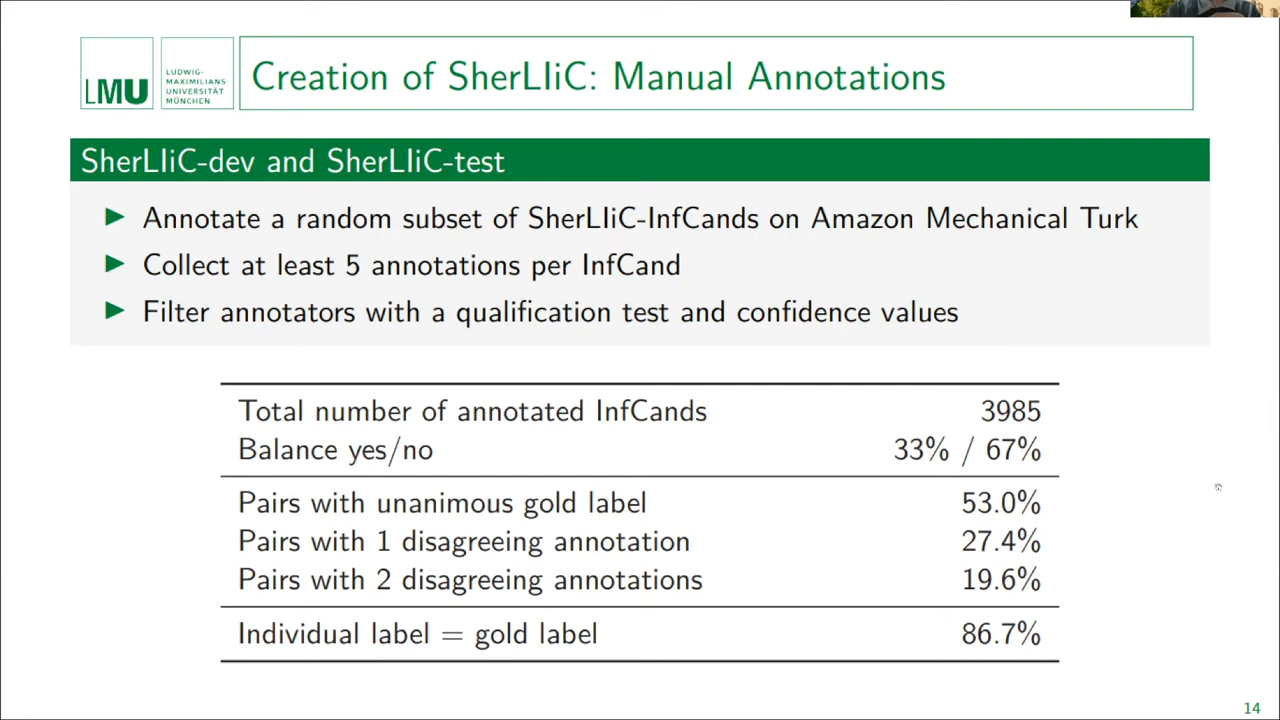 LMU
LUDWIG-
MAXIMILIANS-
UNIVERSITÄT
MÜNCHEN
Creation of SherLIiC: Manual Annotations
SherLIiC-dev and SherLIiC-test
▶ Annotate a random subset of SherLIiC-InfCands on Amazon Mechanical Turk
▶ Collect at least 5 annotations per InfCand
▶ Filter annotators with a qualification test and confidence values
Total number of annotated InfCands 3985
Balance yes/no 33% / 67%
Pairs with unanimous gold label 53.0%
Pairs with 1 disagreeing annotation 27.4%
Pairs with 2 disagreeing annotations 19.6%
Individual label = gold label 86.7%
14